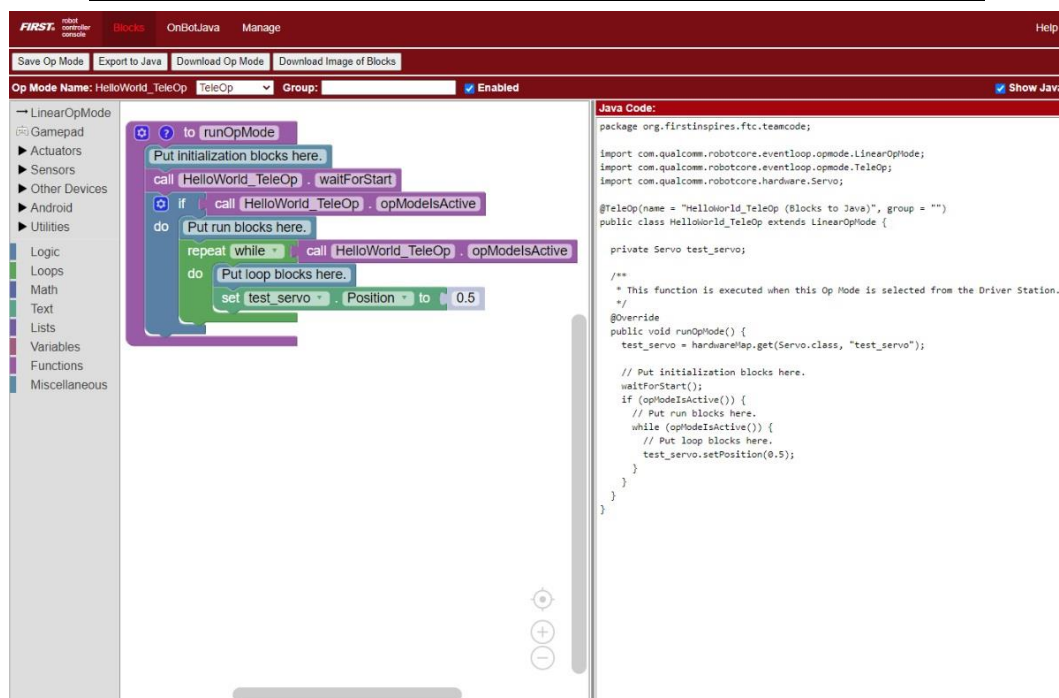 FIRST. robot controller console
Blocks
OnBotJava
Manage
Help
Save Op Mode
Export to Java
Download Op Mode
Download Image of Blocks
Op Mode Name: HelloWorld_TeleOp
TeleOp
Group:
Enabled
Show Java
LinearOpMode
Gamepad
Actuators
Sensors
Other Devices
Android
Utilities
Logic
Loops
Math
Text
Lists
Variables
Functions
Miscellaneous
to runOpMode
Put initialization blocks here.
call HelloWorld_TeleOp . waitForStart
if call HelloWorld_TeleOp . opModeIsActive
do Put run blocks here.
repeat while call HelloWorld_TeleOp . opModeIsActive
do Put loop blocks here.
set test_servo . Position to 0.5
Java Code:
package org.firstinspires.ftc.teamcode;
import com.qualcomm.robotcore.eventloop.opmode.LinearOpMode;
import com.qualcomm.robotcore.eventloop.opmode.TeleOp;
import com.qualcomm.robotcore.hardware.Servo;
@TeleOp(name = "HelloWorld_TeleOp (Blocks to Java)", group = "")
public class HelloWorld_TeleOp extends LinearOpMode {
private Servo test_servo;
/**
* This function is executed when this Op Mode is selected from the Driver Station.
*/
@Override
public void runOpMode() {
test_servo = hardwareMap.get(Servo.class, "test_servo");
// Put initialization blocks here.
waitForStart();
if (opModeIsActive()) {
// Put run blocks here.
while (opModeIsActive()) {
// Put loop blocks here.
test_servo.setPosition(0.5);
}
}
}
}